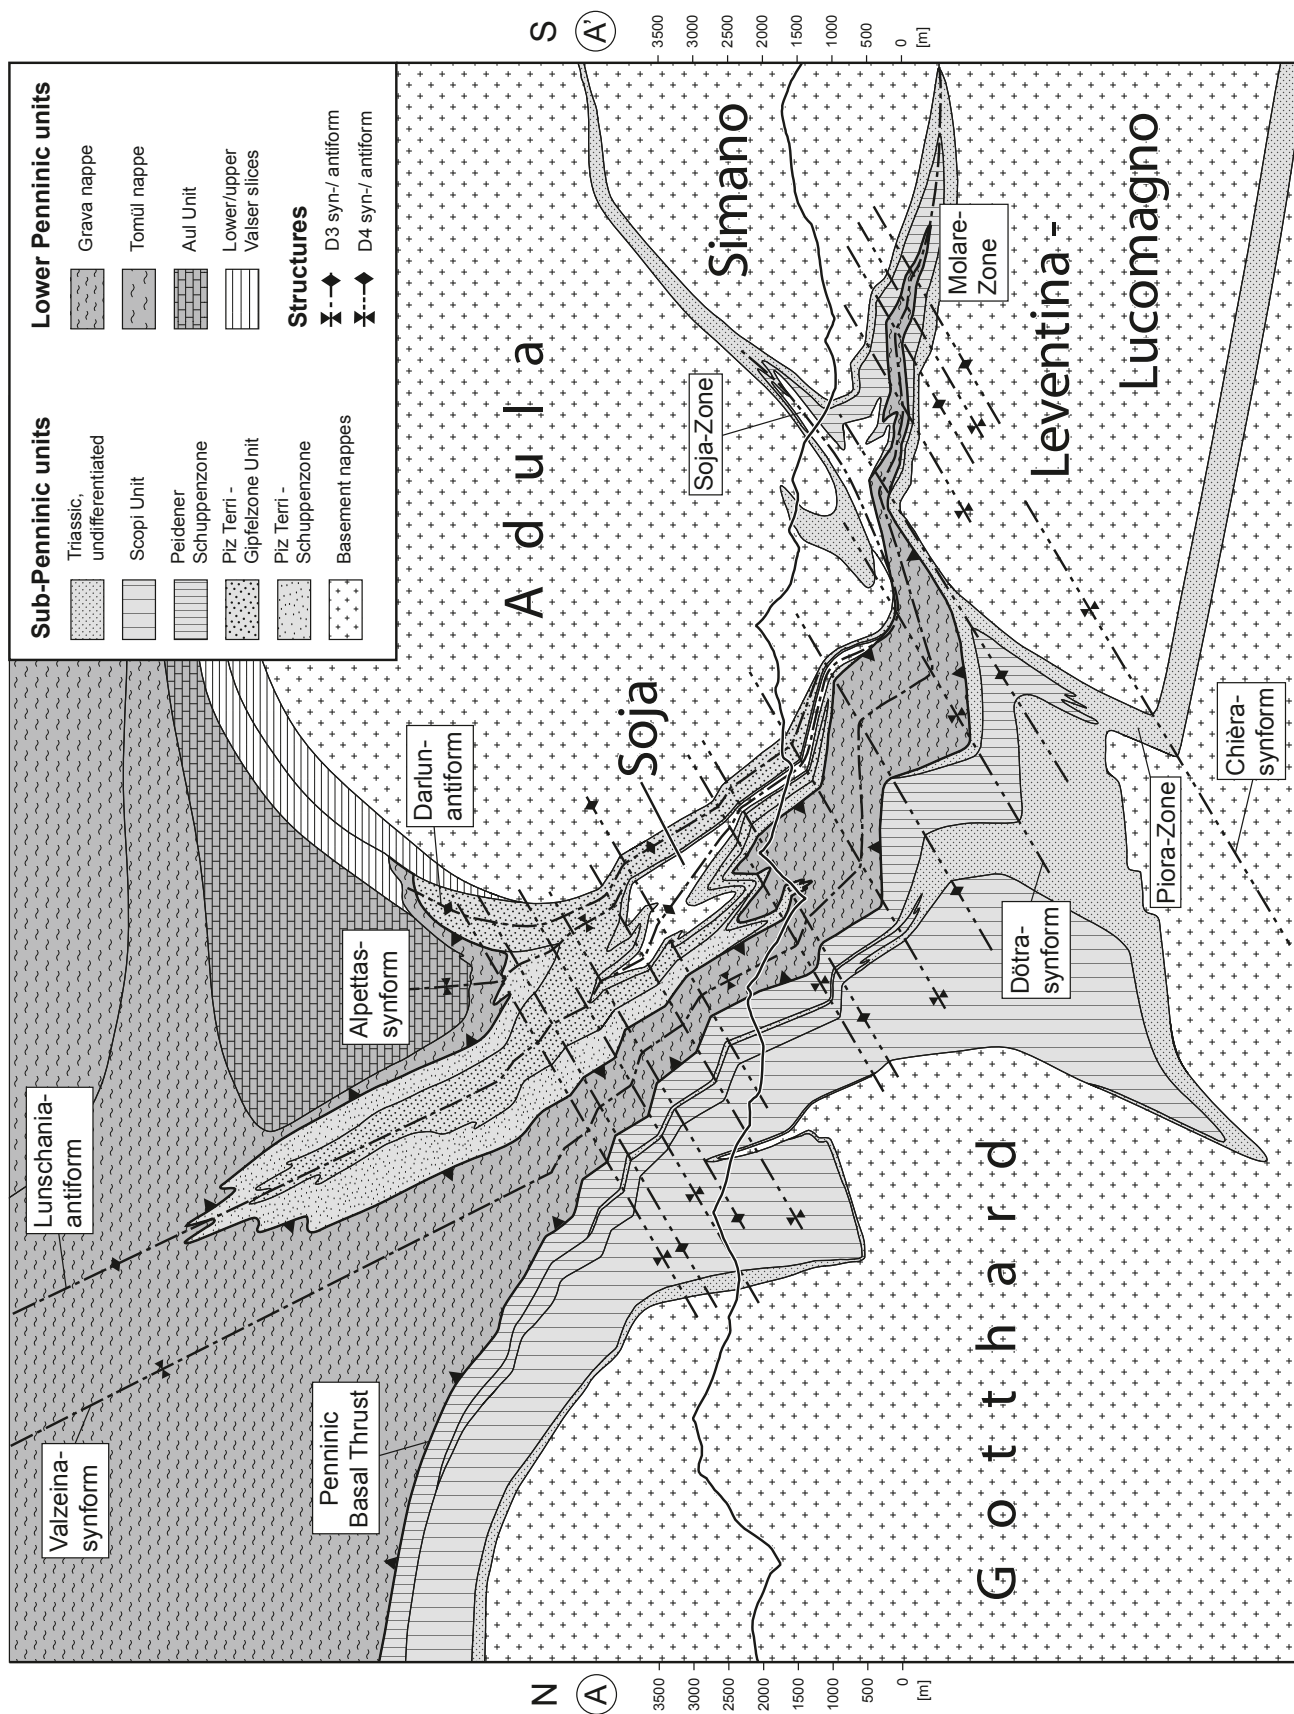 N
A
S
A'
3500
3000
2500
2000
1500
1000
500
0
[m]
3500
3000
2500
2000
1500
1000
500
0
[m]
Sub-Penninic units
Triassic,
undifferentiated
Scopi Unit
Peidener
Schuppenzone
Piz Terri -
Gipfelzone Unit
Piz Terri -
Schuppenzone
Basement nappes
Lower Penninic units
Grava nappe
Tomül nappe
Aul Unit
Lower/upper
Valser slices
Structures
D3 syn-/ antiform
D4 syn-/ antiform
Valzeina-
synform
Lunschania-
antiform
Penninic
Basal Thrust
Alpettas-
synform
Darlun-
antiform
Adula
Soja
Soja-Zone
Simano
Molare-
Zone
Leventina -
Lucomagno
Gotthard
Dötra-
synform
Piora-Zone
Chièra-
synform